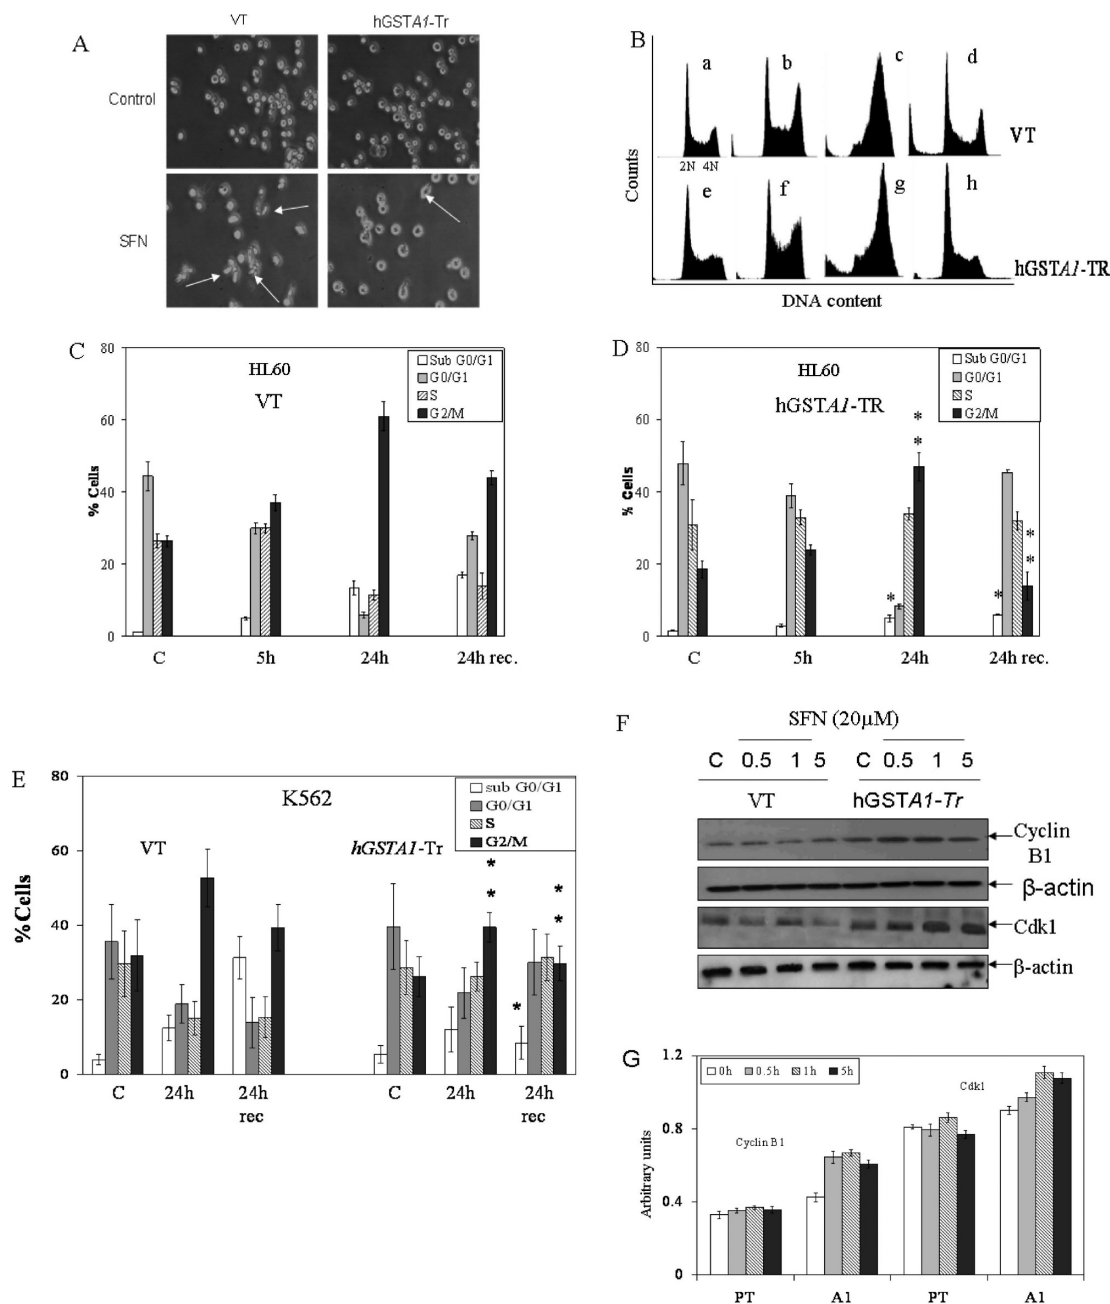 A
VT
hGSTA1-Tr
Control
SFN
B
Counts
a
b
c
d
2N
4N
VT
e
f
g
h
hGSTA1-TR
DNA content
C
80
60
40
20
0
% Cells
HL60
VT
Sub G0/G1
G0/G1
S
G2/M
C
5h
24h
24h rec.
D
80
60
40
20
0
% Cells
HL60
hGSTA1-TR
Sub G0/G1
G0/G1
S
G2/M
*
*
*
*
*
*
C
5h
24h
24h rec.
E
80
60
40
20
0
%Cells
K562
VT
hGSTA1-Tr
sub G0/G1
G0/G1
S
G2/M
*
*
*
*
*
C
24h
24h
rec
C
24h
24h
rec
F
SFN (20µM)
C 0.5 1 5 C 0.5 1 5
VT
hGSTA1-Tr
Cyclin
B1
β-actin
Cdk1
β-actin
G
1.2
0.8
0.4
0
Arbitrary units
0h
0.5h
1h
5h
Cyclin B1
Cdk1
PT
A1
PT
A1